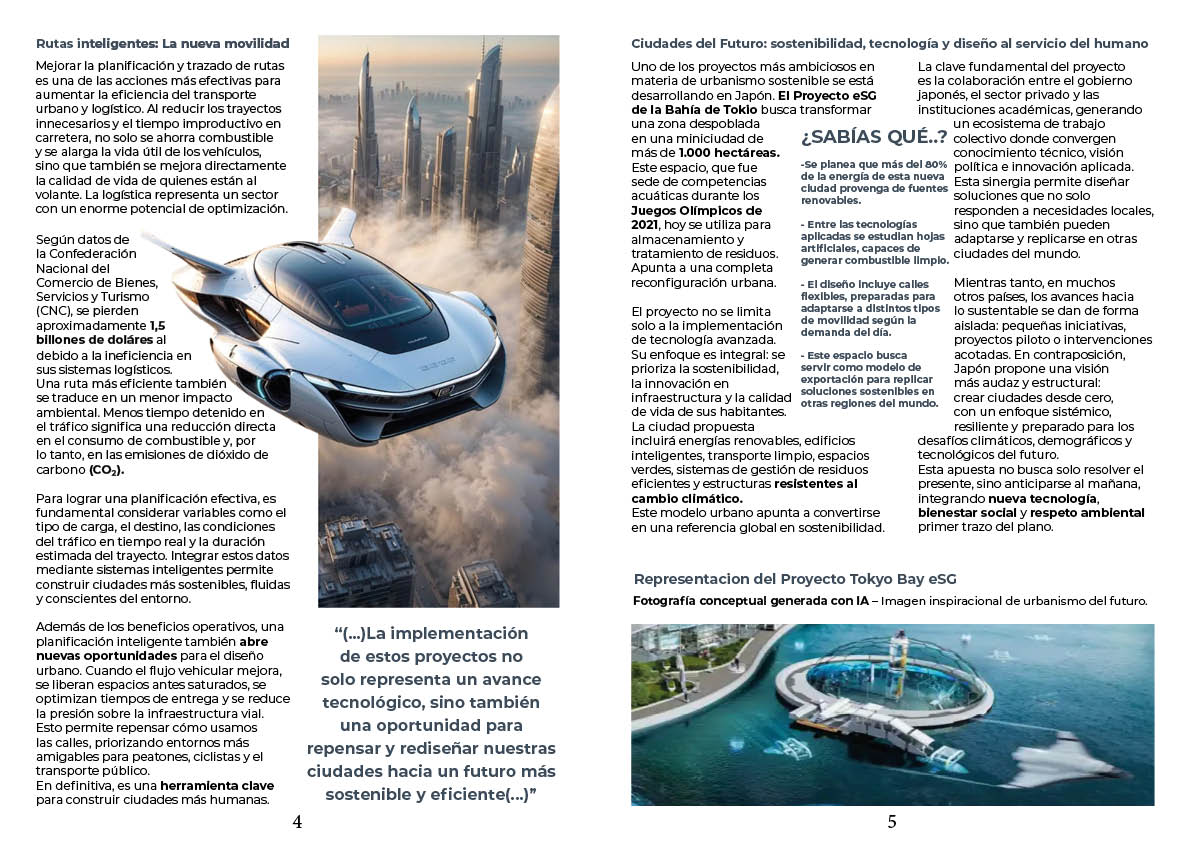 Rutas inteligentes: La nueva movilidad
Mejorar la planificación y trazado de rutas
es una de las acciones más efectivas para
aumentar la eficiencia del transporte
urbano y logístico. Al reducir los trayectos
innecesarios y el tiempo improductivo en
carretera, no solo se ahorra combustible
y se alarga la vida útil de los vehículos,
sino que también se mejora directamente
la calidad de vida de quienes están al
volante. La logística representa un sector
con un enorme potencial de optimización.
Según datos de
la Confederación
Nacional del
Comercio de Bienes,
Servicios y Turismo
(CNC), se pierden
aproximadamente 1,5
billones de doláres al
debido a la ineficiencia en
sus sistemas logísticos.
Una ruta más eficiente también
se traduce en un menor impacto
ambiental. Menos tiempo detenido en
el tráfico significa una reducción directa
en el consumo de combustible y, por
lo tanto, en las emisiones de dióxido de
carbono (CO₂).
Para lograr una planificación efectiva, es
fundamental considerar variables como el
tipo de carga, el destino, las condiciones
del tráfico en tiempo real y la duración
estimada del trayecto. Integrar estos datos
mediante sistemas inteligentes permite
construir ciudades más sostenibles, fluidas
y conscientes del entorno.
Además de los beneficios operativos, una
planificación inteligente también abre
nuevas oportunidades para el diseño
urbano. Cuando el flujo vehicular mejora,
se liberan espacios antes saturados, se
optimizan tiempos de entrega y se reduce
la presión sobre la infraestructura vial.
Esto permite repensar cómo usamos
las calles, priorizando entornos más
amigables para peatones, ciclistas y el
transporte público.
En definitiva, es una herramienta clave
para construir ciudades más humanas.
“(...)La implementación
de estos proyectos no
solo representa un avance
tecnológico, sino también
una oportunidad para
repensar y rediseñar nuestras
ciudades hacia un futuro más
sostenible y eficiente(...)”
4
Ciudades del Futuro: sostenibilidad, tecnología y diseño al servicio del humano
Uno de los proyectos más ambiciosos en
materia de urbanismo sostenible se está
desarrollando en Japón. El Proyecto eSG
de la Bahía de Tokio busca transformar
una zona despoblada
en una miniciudad de
más de 1.000 hectáreas.
Este espacio, que fue
sede de competencias
acuáticas durante los
Juegos Olímpicos de
2021, hoy se utiliza para
almacenamiento y
tratamiento de residuos.
Apunta a una completa
reconfiguración urbana.
El proyecto no se limita
solo a la implementación
de tecnología avanzada.
Su enfoque es integral: se
prioriza la sostenibilidad,
la innovación en
infraestructura y la calidad
de vida de sus habitantes.
La ciudad propuesta
incluirá energías renovables, edificios
inteligentes, transporte limpio, espacios
verdes, sistemas de gestión de residuos
eficientes y estructuras resistentes al
cambio climático.
Este modelo urbano apunta a convertirse
en una referencia global en sostenibilidad.
¿SABÍAS QUÉ..?
-Se planea que más del 80%
de la energía de esta nueva
ciudad provenga de fuentes
renovables.
- Entre las tecnologías
aplicadas se estudian hojas
artificiales, capaces de
generar combustible limpio.
- El diseño incluye calles
flexibles, preparadas para
adaptarse a distintos tipos
de movilidad según la
demanda del día.
- Este espacio busca
servir como modelo de
exportación para replicar
soluciones sostenibles en
otras regiones del mundo.
La clave fundamental del proyecto
es la colaboración entre el gobierno
japonés, el sector privado y las
instituciones académicas, generando
un ecosistema de trabajo
colectivo donde convergen
conocimiento técnico, visión
política e innovación aplicada.
Esta sinergia permite diseñar
soluciones que no solo
responden a necesidades locales,
sino que también pueden
adaptarse y replicarse en otras
ciudades del mundo.
Mientras tanto, en muchos
otros países, los avances hacia
lo sustentable se dan de forma
aislada: pequeñas iniciativas,
proyectos piloto o intervenciones
acotadas. En contraposición,
Japón propone una visión
más audaz y estructural:
crear ciudades desde cero,
con un enfoque sistémico,
resiliente y preparado para los
desafíos climáticos, demográficos y
tecnológicos del futuro.
Esta apuesta no busca solo resolver el
presente, sino anticiparse al mañana,
integrando nueva tecnología,
bienestar social y respeto ambiental
primer trazo del plano.
Representacion del Proyecto Tokyo Bay eSG
Fotografía conceptual generada con IA – Imagen inspiracional de urbanismo del futuro.
5